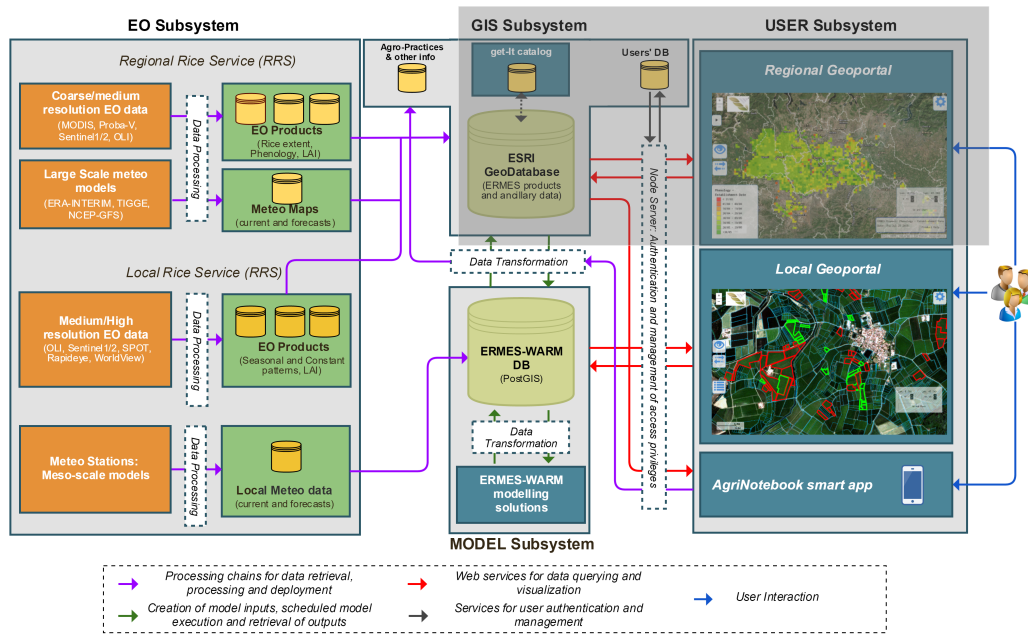 EO Subsystem
GIS Subsystem
USER Subsystem
Regional Rice Service (RRS)
Coarse/medium
resolution EO data
(MODIS, Proba-V,
Sentinel1/2, OLI)
Large Scale meteo
models
(ERA-INTERIM, TIGGE,
NCEP-GFS)
Data Processing
EO Products
(Rice extent,
Phenology, LAI)
Meteo Maps
(current and forecasts)
Local Rice Service (RRS)
Medium/High
resolution EO data
(OLI, Sentinel1/2, SPOT,
Rapideye, WorldView)
Data Processing
EO Products
(Seasonal and Constant
patterns, LAI)
Meteo Stations:
Meso-scale models
Data Processing
Local Meteo data
(current and forecasts)
Agro-Practices
& other info
get-It catalog
Users' DB
ESRI
GeoDatabase
(ERMES products
and ancillary data)
Data Transformation
ERMES-WARM
DB
(PostGIS)
Data
Transformation
ERMES-WARM
modelling
solutions
MODEL Subsystem
Node Server: Authentication and management of access privileges
Regional Geoportal
Local Geoportal
AgriNotebook smart app
Processing chains for data retrieval,
processing and deployment
Creation of model inputs, scheduled model
execution and retrieval of outputs
Web services for data querying and
visualization
Services for user authentication and
management
User Interaction